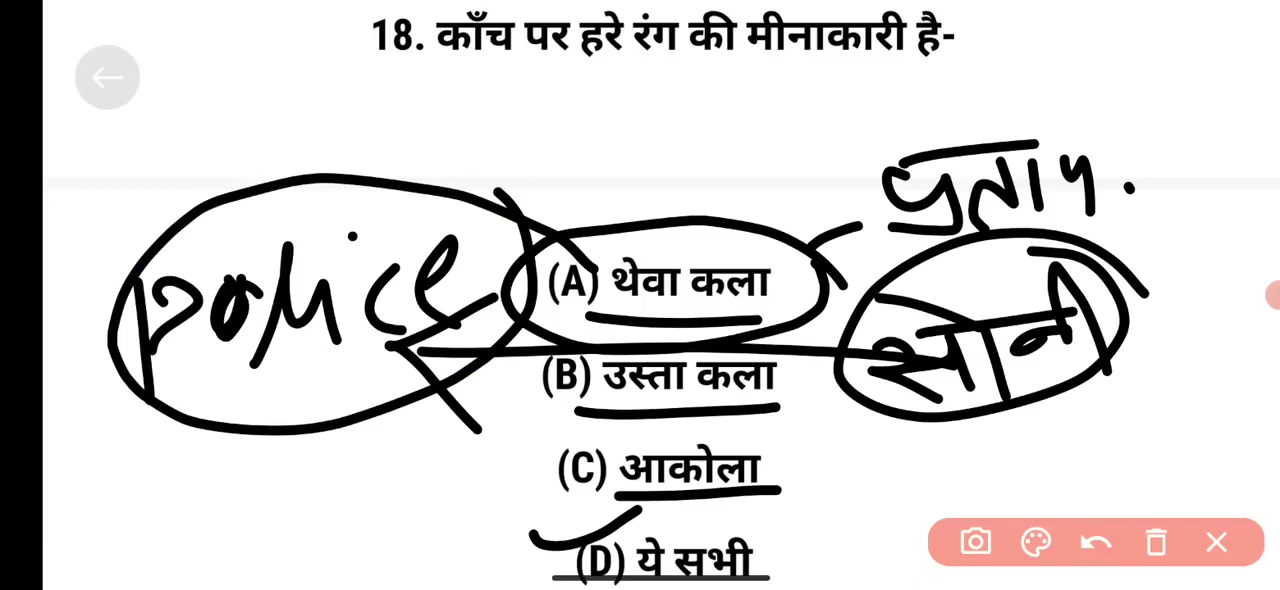 18. काँच पर हरे रंग की मीनाकारी है-
प्रताप.
police
(A) थेवा कला
(B) उस्ता कला
(C) आकोला
(D) ये सभी